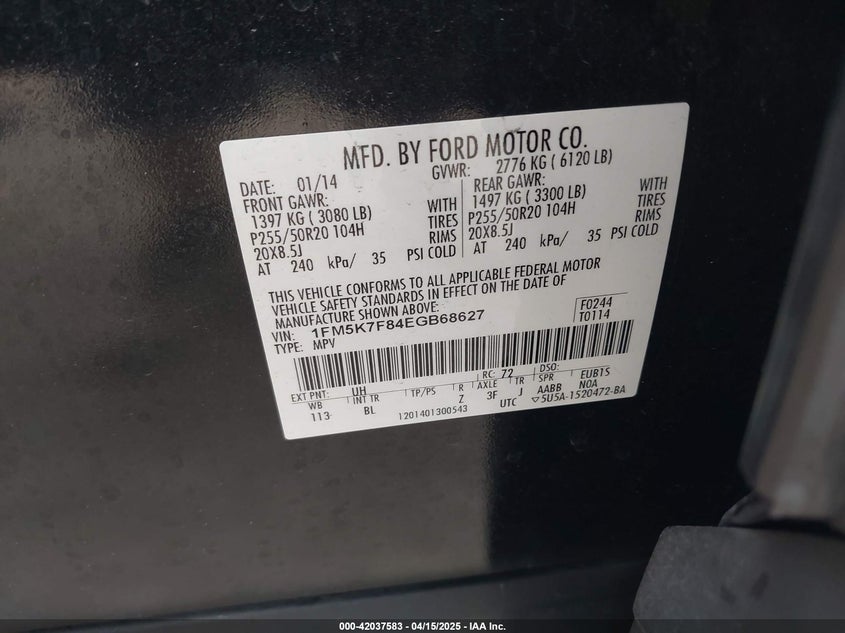 MFD. BY FORD MOTOR CO.
DATE: 01/14 GVWR: 2776 KG ( 6120 LB)
FRONT GAWR: REAR GAWR:
1397 KG ( 3080 LB) WITH 1497 KG ( 3300 LB) WITH
P255/50R20 104H TIRES P255/50R20 104H TIRES
20X8.5J RIMS 20X8.5J RIMS
AT 240 kPa/ 35 PSI COLD AT 240 kPa/ 35 PSI COLD
THIS VEHICLE CONFORMS TO ALL APPLICABLE FEDERAL MOTOR
VEHICLE SAFETY STANDARDS IN EFFECT ON THE DATE OF
MANUFACTURE SHOWN ABOVE. F0244
VIN: 1FM5K7F84EGB68627 T0114
TYPE: MPV
EXT PNT: UH RC: 72 DSO:
WB INT TR TP/PS R AXLE TR SPR EUB1S
113 BL Z 3F J AABB N0A
1201401300543 UTC ▽5U5A-1520472-BA
000-42037583 - 04/15/2025 - IAA Inc.